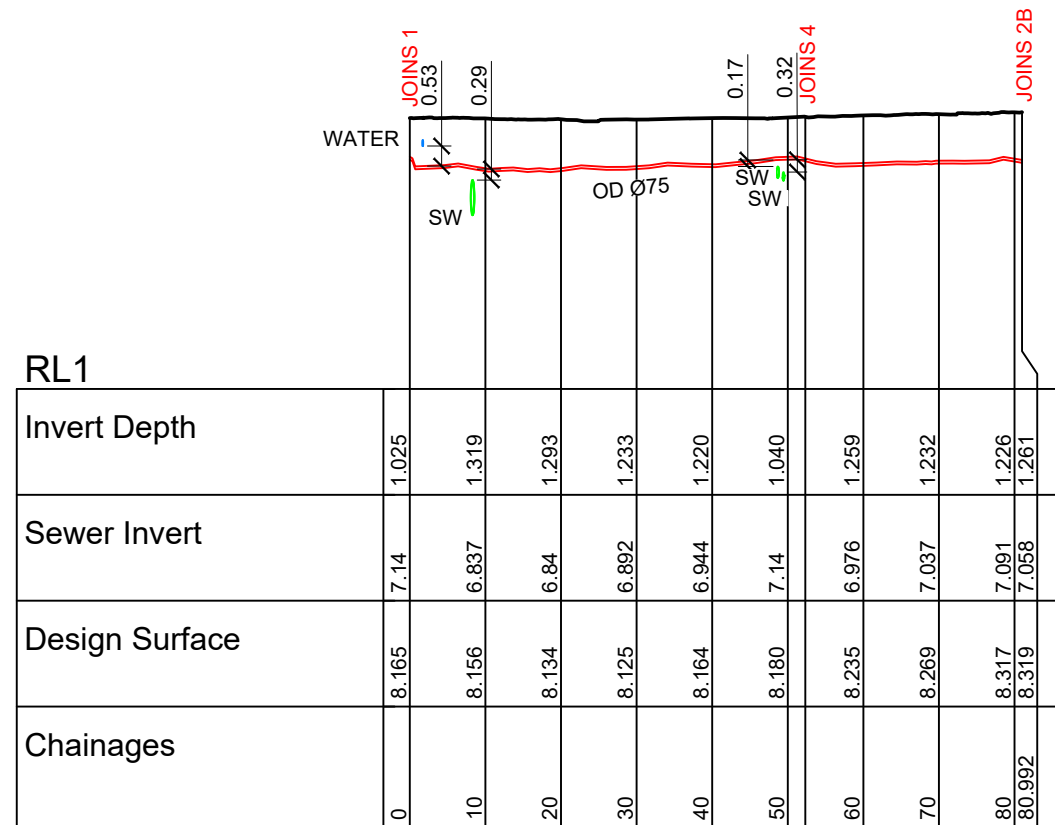 JOINS 1
0.53
0.29
0.17
0.32
JOINS 4
JOINS 2B
WATER
SW
OD Ø75
SW
SW
RL1
Invert Depth 1.025 1.319 1.293 1.233 1.220 1.040 1.259 1.232 1.226 1.261
Sewer Invert 7.14 6.837 6.84 6.892 6.944 7.14 6.976 7.037 7.091 7.058
Design Surface 8.165 8.156 8.134 8.125 8.164 8.180 8.235 8.269 8.317 8.319
Chainages 0 10 20 30 40 50 60 70 80 80.992